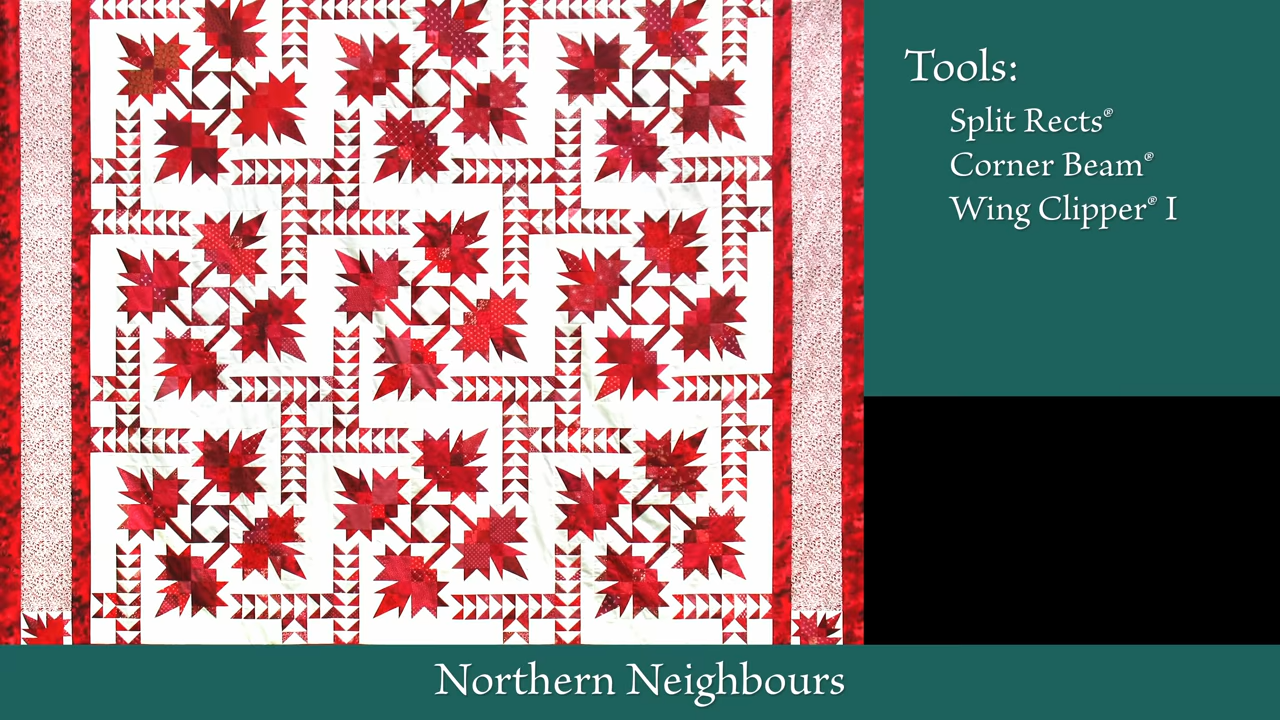 Tools:
Split Rects®
Corner Beam®
Wing Clipper® I
Northern Neighbours